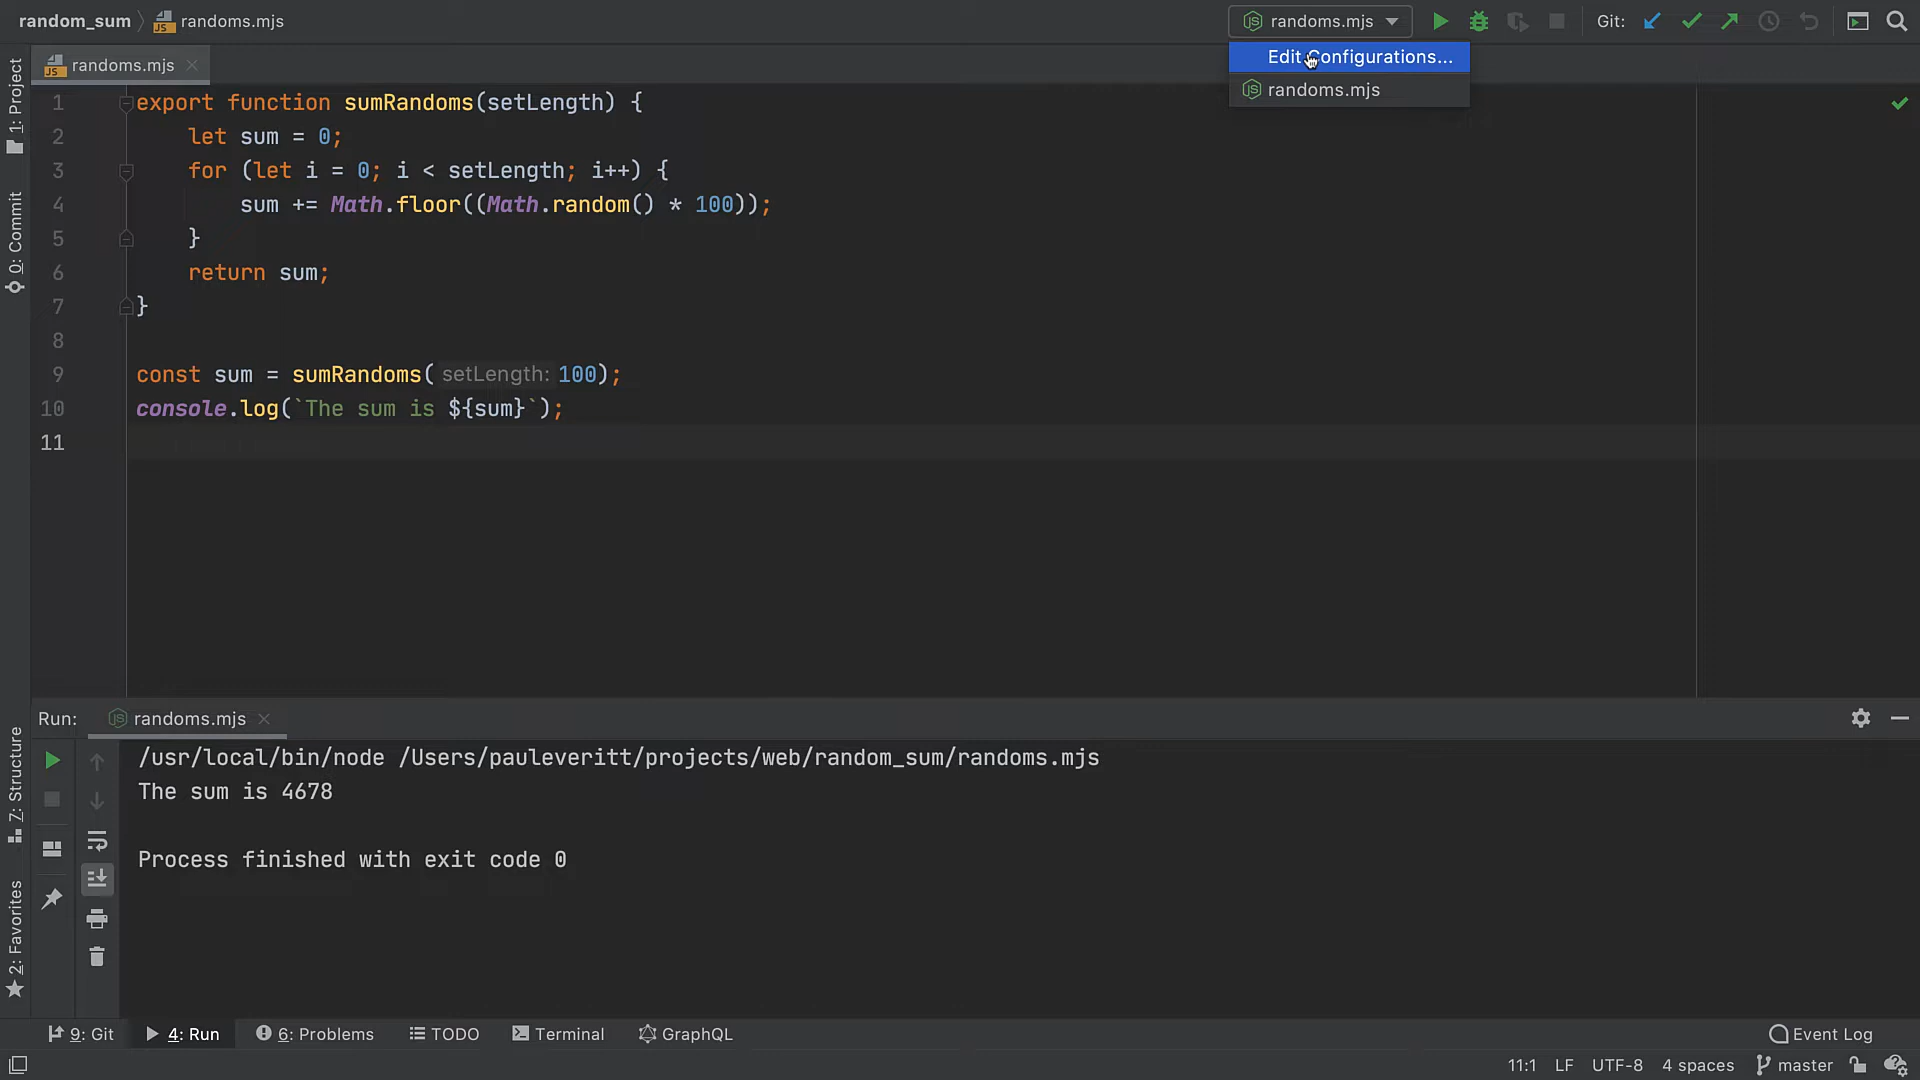 random_sum
randoms.mjs
randoms.mjs
Git:
Edit Configurations...
randoms.mjs
randoms.mjs
1: Project
0: Commit
7: Structure
2: Favorites
1 export function sumRandoms(setLength) {
2 let sum = 0;
3 for (let i = 0; i < setLength; i++) {
4 sum += Math.floor((Math.random() * 100));
5 }
6 return sum;
7 }
8
9 const sum = sumRandoms( setLength: 100);
10 console.log(`The sum is ${sum}`);
11
Run: randoms.mjs
/usr/local/bin/node /Users/pauleveritt/projects/web/random_sum/randoms.mjs
The sum is 4678
Process finished with exit code 0
9: Git 4: Run 6: Problems TODO Terminal GraphQL Event Log
11:1 LF UTF-8 4 spaces master